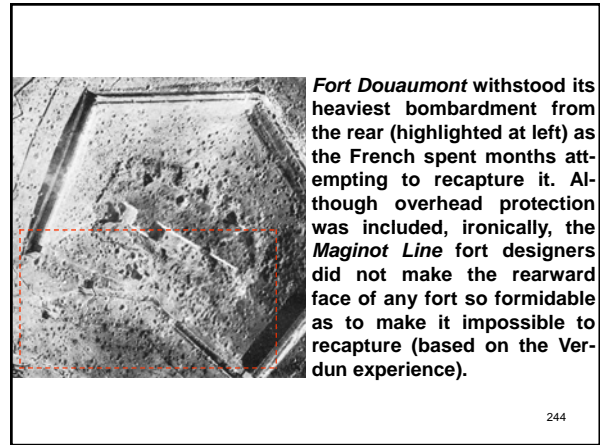 Fort Douaumont withstood its
heaviest bombardment from
the rear (highlighted at left) as
the French spent months att-
empting to recapture it. Al-
though overhead protection
was included, ironically, the
Maginot Line fort designers
did not make the rearward
face of any fort so formidable
as to make it impossible to
recapture (based on the Ver-
dun experience).
244